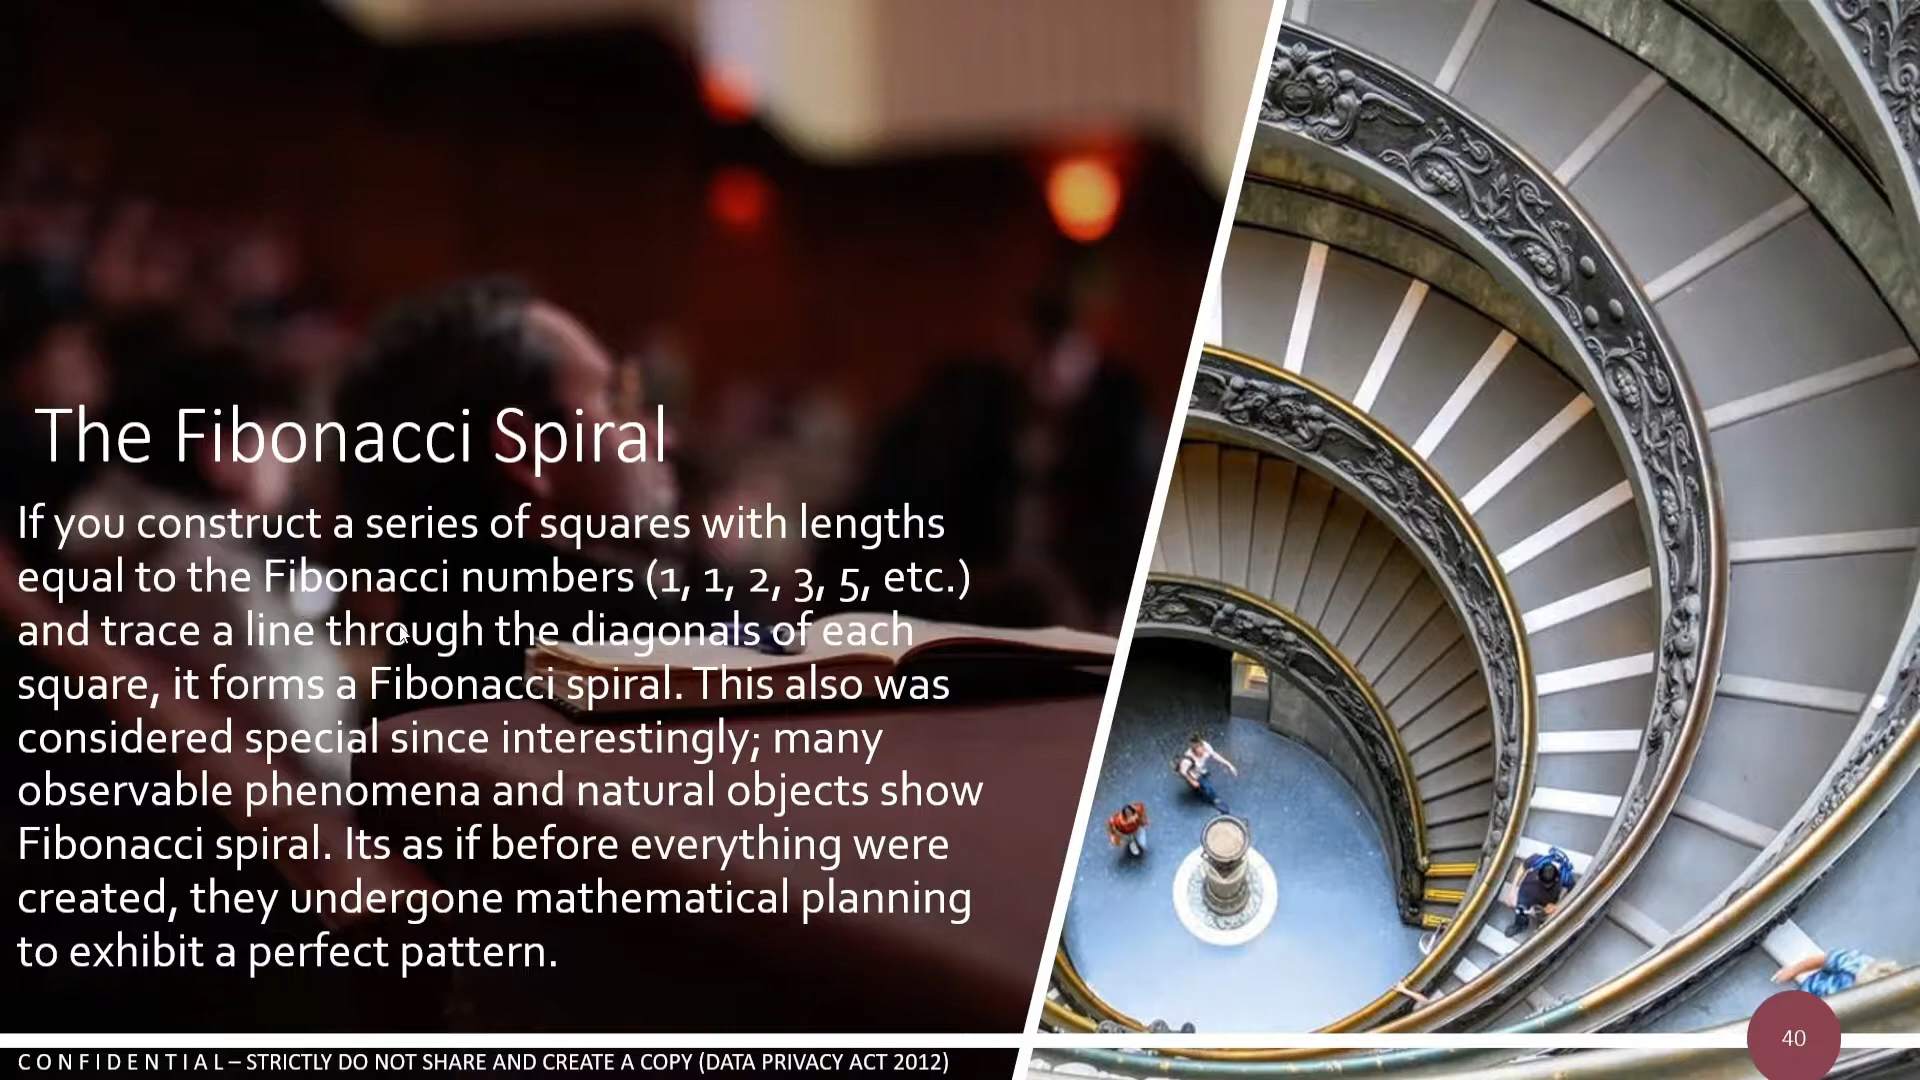 The Fibonacci Spiral
If you construct a series of squares with lengths
equal to the Fibonacci numbers (1, 1, 2, 3, 5, etc.)
and trace a line through the diagonals of each
square, it forms a Fibonacci spiral. This also was
considered special since interestingly; many
observable phenomena and natural objects show
Fibonacci spiral. Its as if before everything were
created, they undergone mathematical planning
to exhibit a perfect pattern.
CONFIDENTIAL – STRICTLY DO NOT SHARE AND CREATE A COPY (DATA PRIVACY ACT 2012)
40